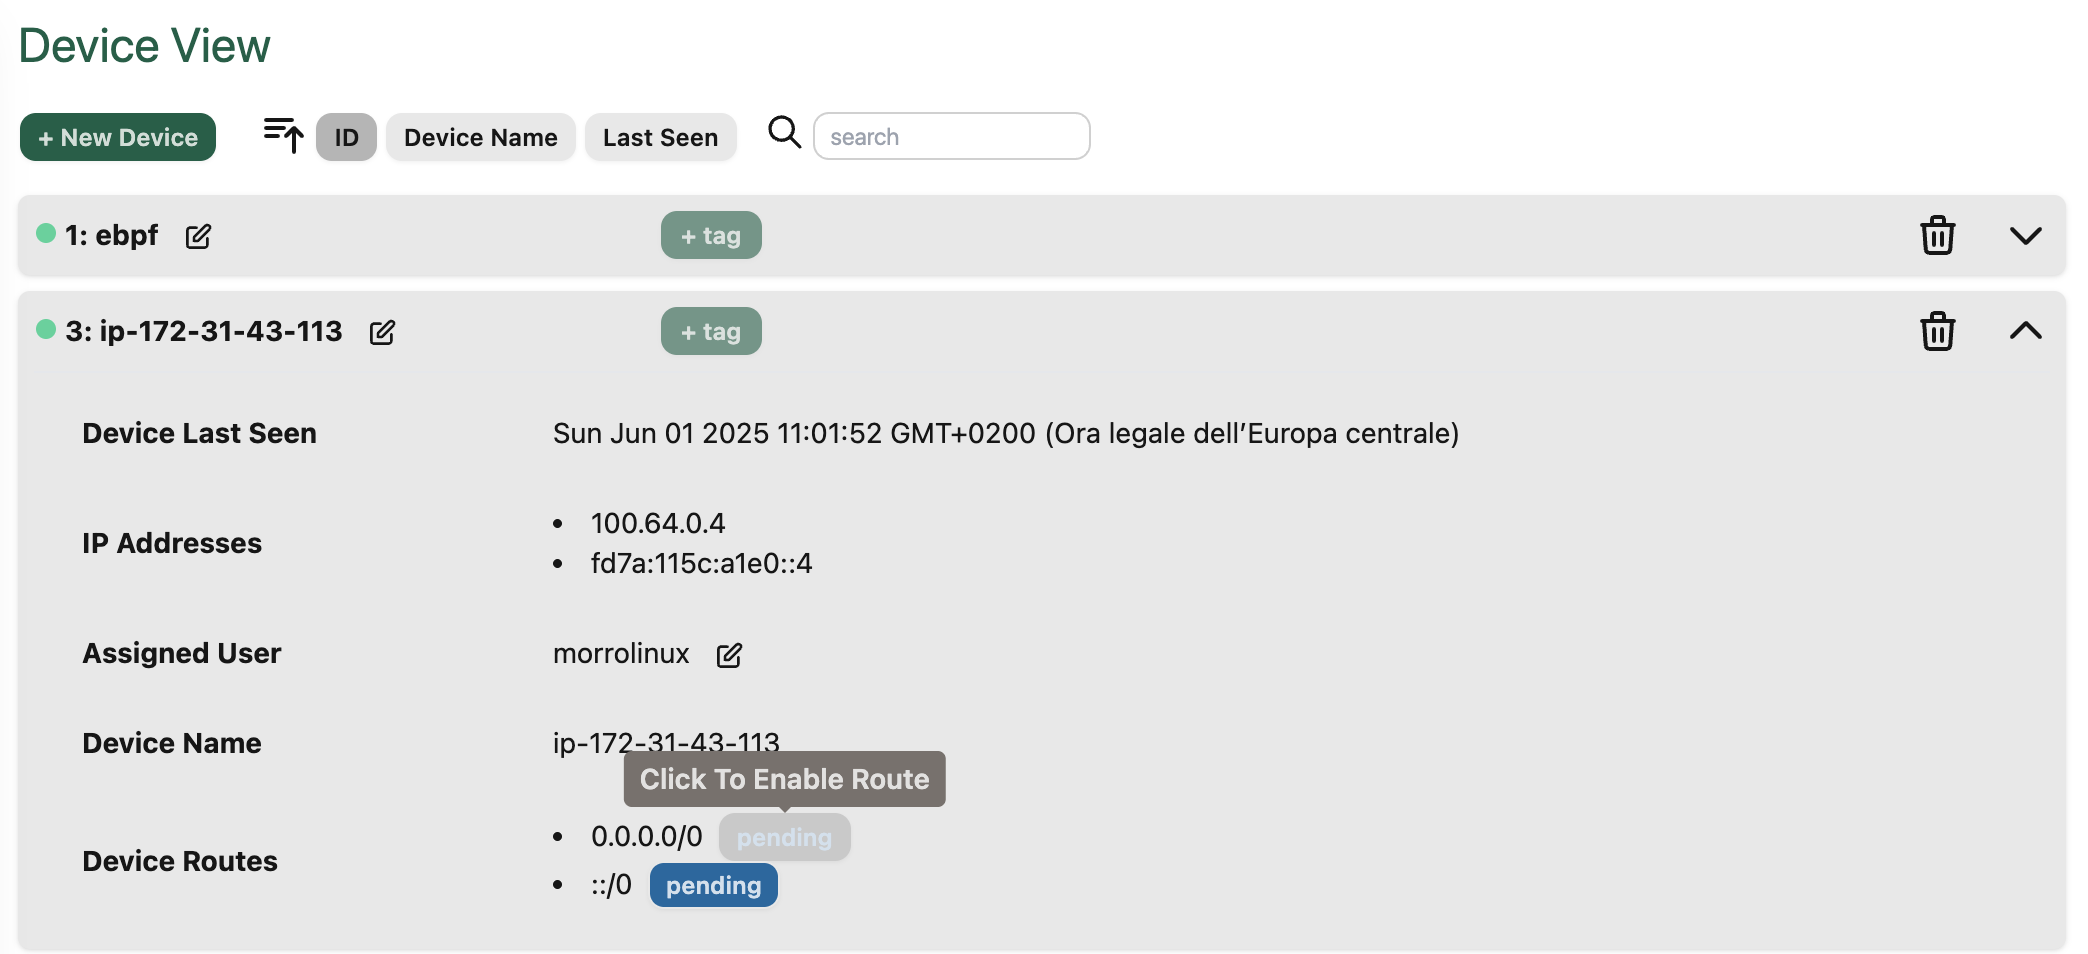 Device View
+ New Device ID Device Name Last Seen search
1: ebpf + tag
3: ip-172-31-43-113 + tag
Device Last Seen Sun Jun 01 2025 11:01:52 GMT+0200 (Ora legale dell’Europa centrale)
IP Addresses
• 100.64.0.4
• fd7a:115c:a1e0::4
Assigned User morrolinux
Device Name ip-172-31-43-113
Click To Enable Route
Device Routes
• 0.0.0.0/0 pending
• ::/0 pending